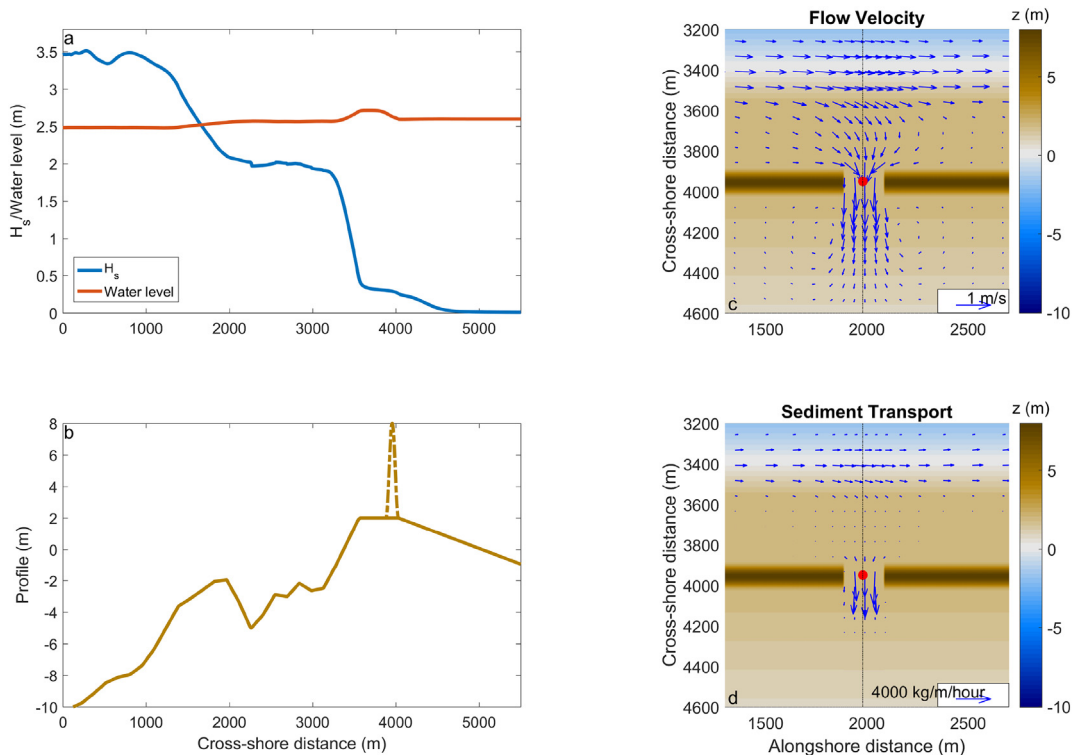 a
H_s/Water level (m)
3.5
3
2.5
2
1.5
1
0.5
0
H_s
Water level
0 1000 2000 3000 4000 5000
Flow Velocity
z (m)
Cross-shore distance (m)
3200
3400
3600
3800
4000
4200
4400
4600
c
1 m/s
1500 2000 2500
5
0
-5
-10
b
Profile (m)
8
6
4
2
0
-2
-4
-6
-8
-10
0 1000 2000 3000 4000 5000
Cross-shore distance (m)
Sediment Transport
z (m)
Cross-shore distance (m)
3200
3400
3600
3800
4000
4200
4400
4600
d
4000 kg/m/hour
1500 2000 2500
Alongshore distance (m)
5
0
-5
-10